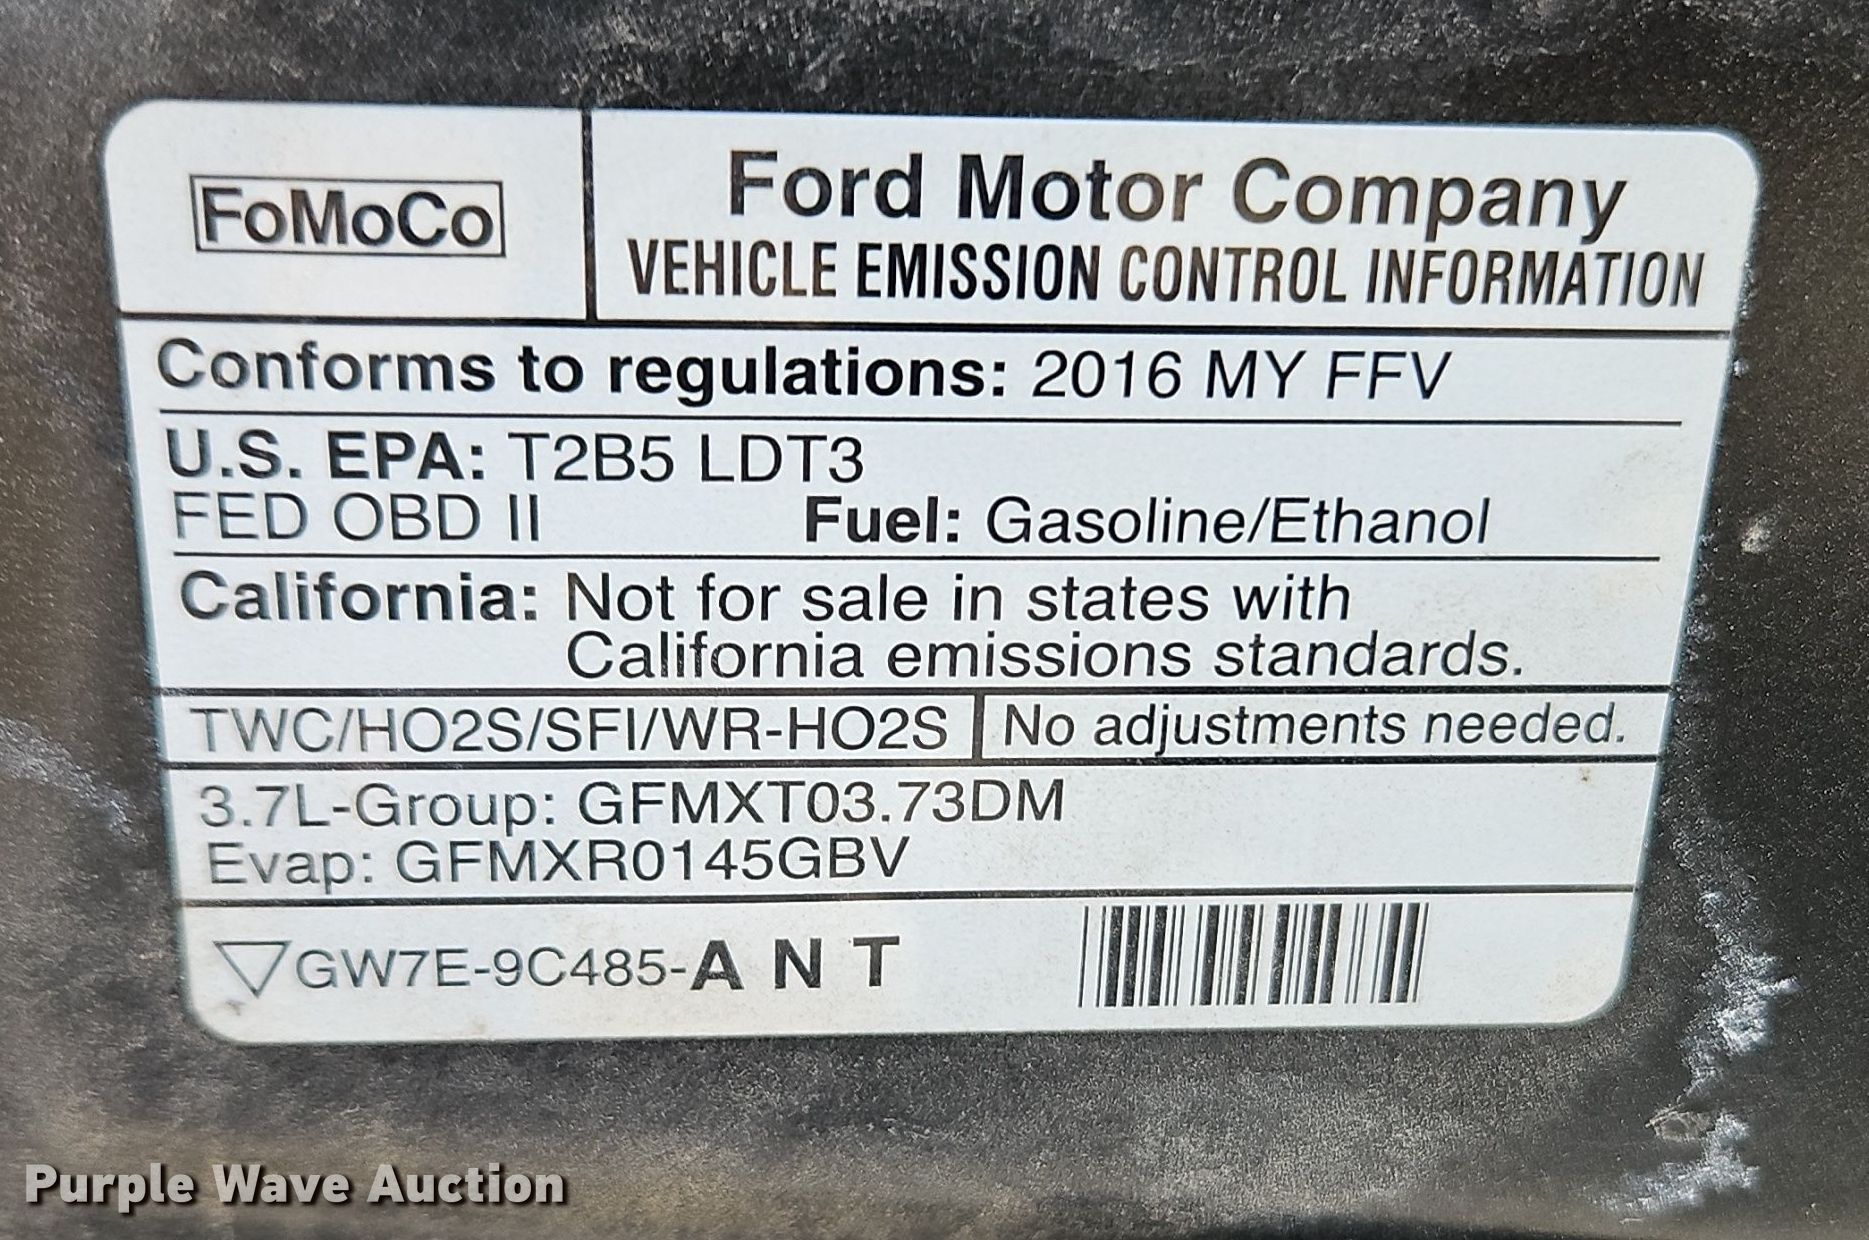 FoMoCo
Ford Motor Company
VEHICLE EMISSION CONTROL INFORMATION
Conforms to regulations: 2016 MY FFV
U.S. EPA: T2B5 LDT3
FED OBD II Fuel: Gasoline/Ethanol
California: Not for sale in states with
California emissions standards.
TWC/HO2S/SFI/WR-HO2S No adjustments needed.
3.7L-Group: GFMXT03.73DM
Evap: GFMXR0145GBV
GW7E-9C485-A N T
Purple Wave Auction